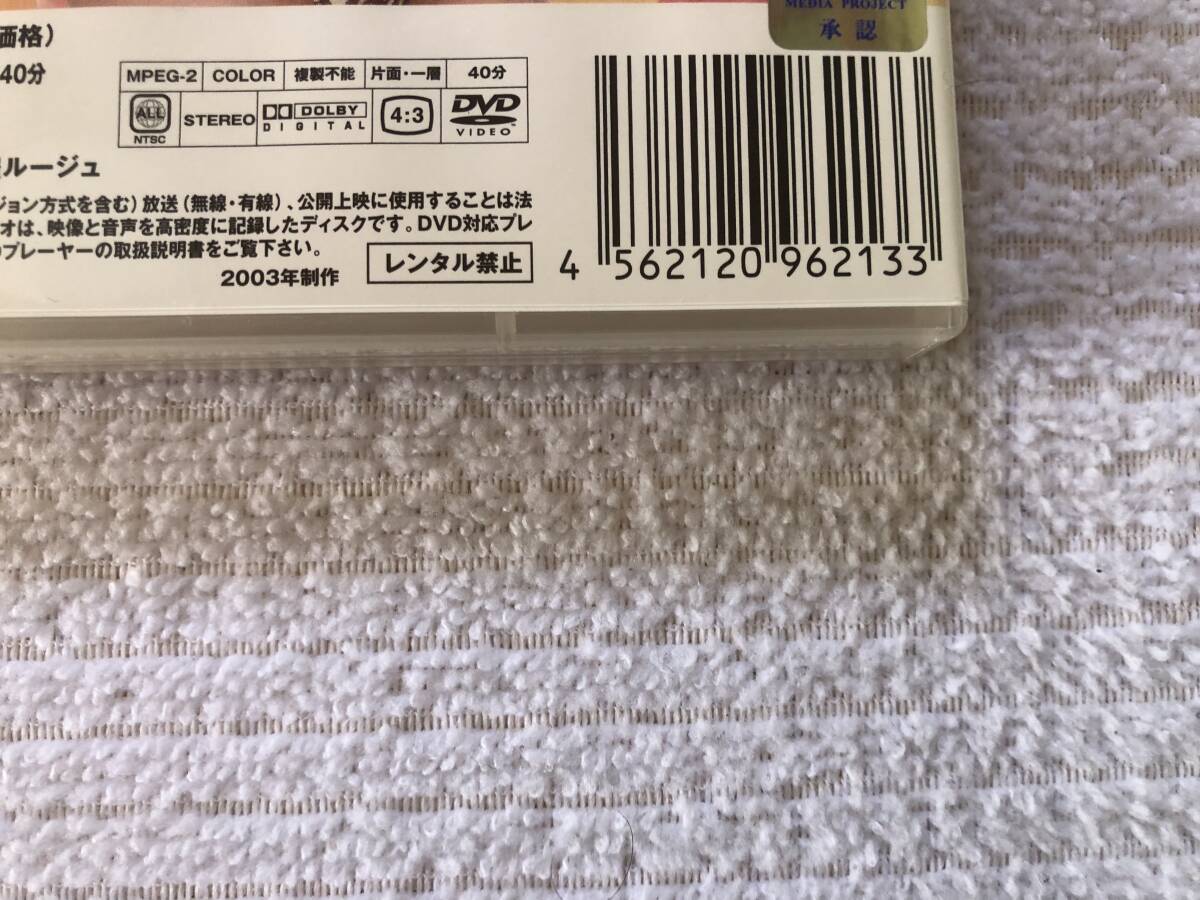 MEDIA PROJECT
承認
価格）
40分
MPEG-2 COLOR 複製不能 片面・一層 40分
ALL NTSC STEREO DOLBY DIGITAL 4:3 DVD VIDEO
ルージュ
ジョン方式を含む）放送（無線・有線）、公開上映に使用することは法
オは、映像と音声を高密度に記録したディスクです。DVD対応プレ
プレーヤーの取扱説明書をご覧下さい。
2003年制作 レンタル禁止
4 562120 962133